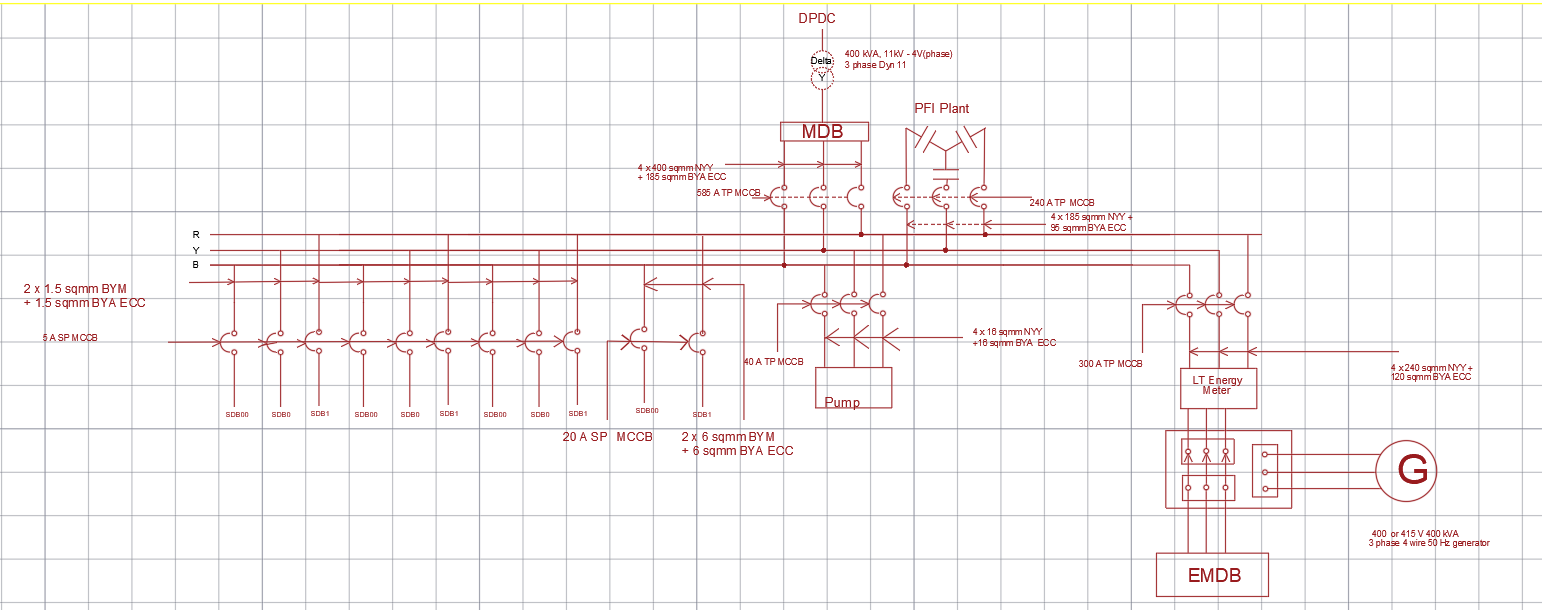 DPDC
400 kVA, 11kV - 4V(phase)
3 phase Dyn 11
Delta
Y
PFI Plant
MDB
4 x 400 sqmm NYY
+ 185 sqmm BYA ECC
585 A TP MCCB
240 A TP MCCB
4 x 185 sqmm NYY +
95 sqmm BYA ECC
R
Y
B
2 x 1.5 sqmm BYM
+ 1.5 sqmm BYA ECC
5 A SP MCCB
4 x 16 sqmm NYY
+16 sqmm BYA ECC
40 A TP MCCB
300 A TP MCCB
4 x 240 sqmm NYY +
120 sqmm BYA ECC
LT Energy
Meter
Pump
SDB00
SDB0
SDB1
SDB00
SDB0
SDB1
SDB00
SDB0
SDB1
SDB00
SDB1
20 A SP MCCB
2 x 6 sqmm BYM
+ 6 sqmm BYA ECC
G
400 or 415 V 400 kVA
3 phase 4 wire 50 Hz generator
EMDB